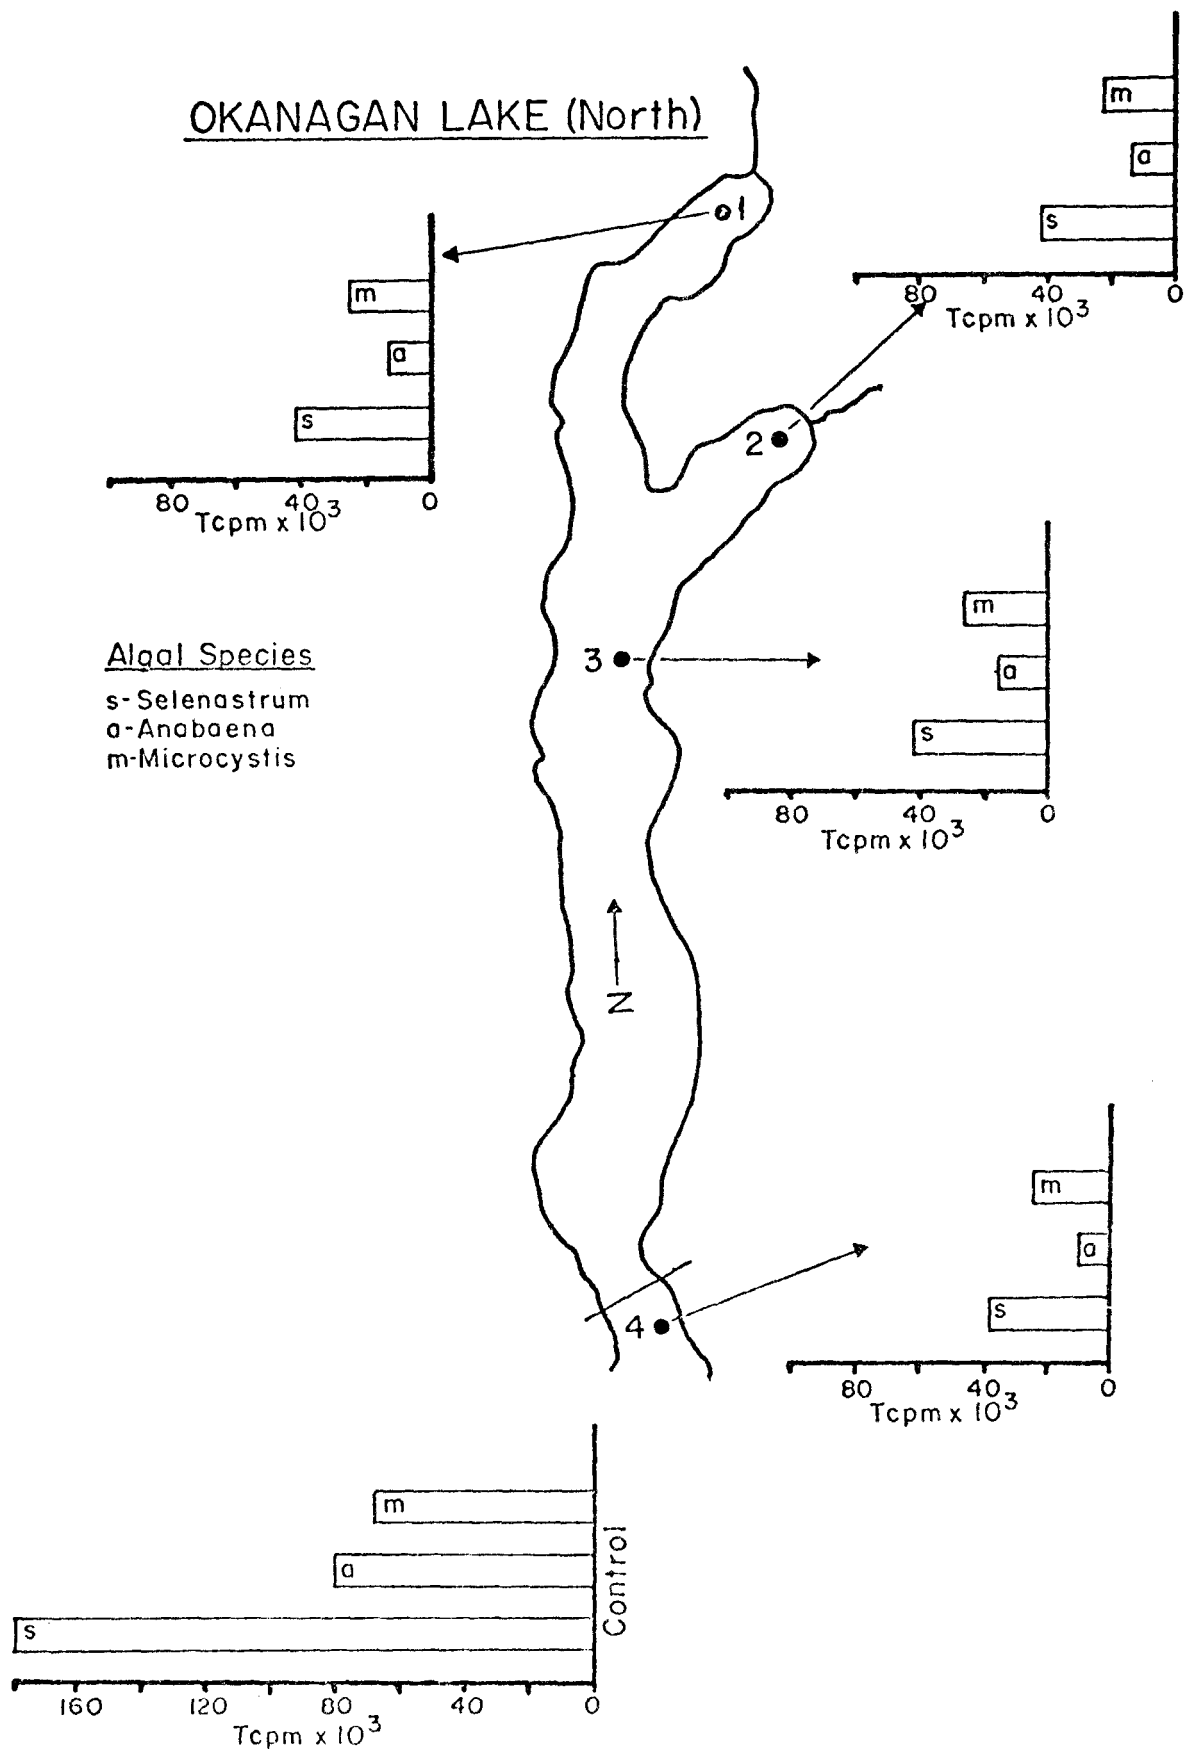 OKANAGAN LAKE (North)
m
a
s
80 40 0
Tcpm x 10³
1
m
a
s
80 40 0
Tcpm x 10³
2
Algal Species
s-Selenastrum
a-Anabaena
m-Microcystis
3
m
a
s
80 40 0
Tcpm x 10³
N
m
a
s
80 40 0
Tcpm x 10³
4
m
a
s
Control
160 120 80 40 0
Tcpm x 10³